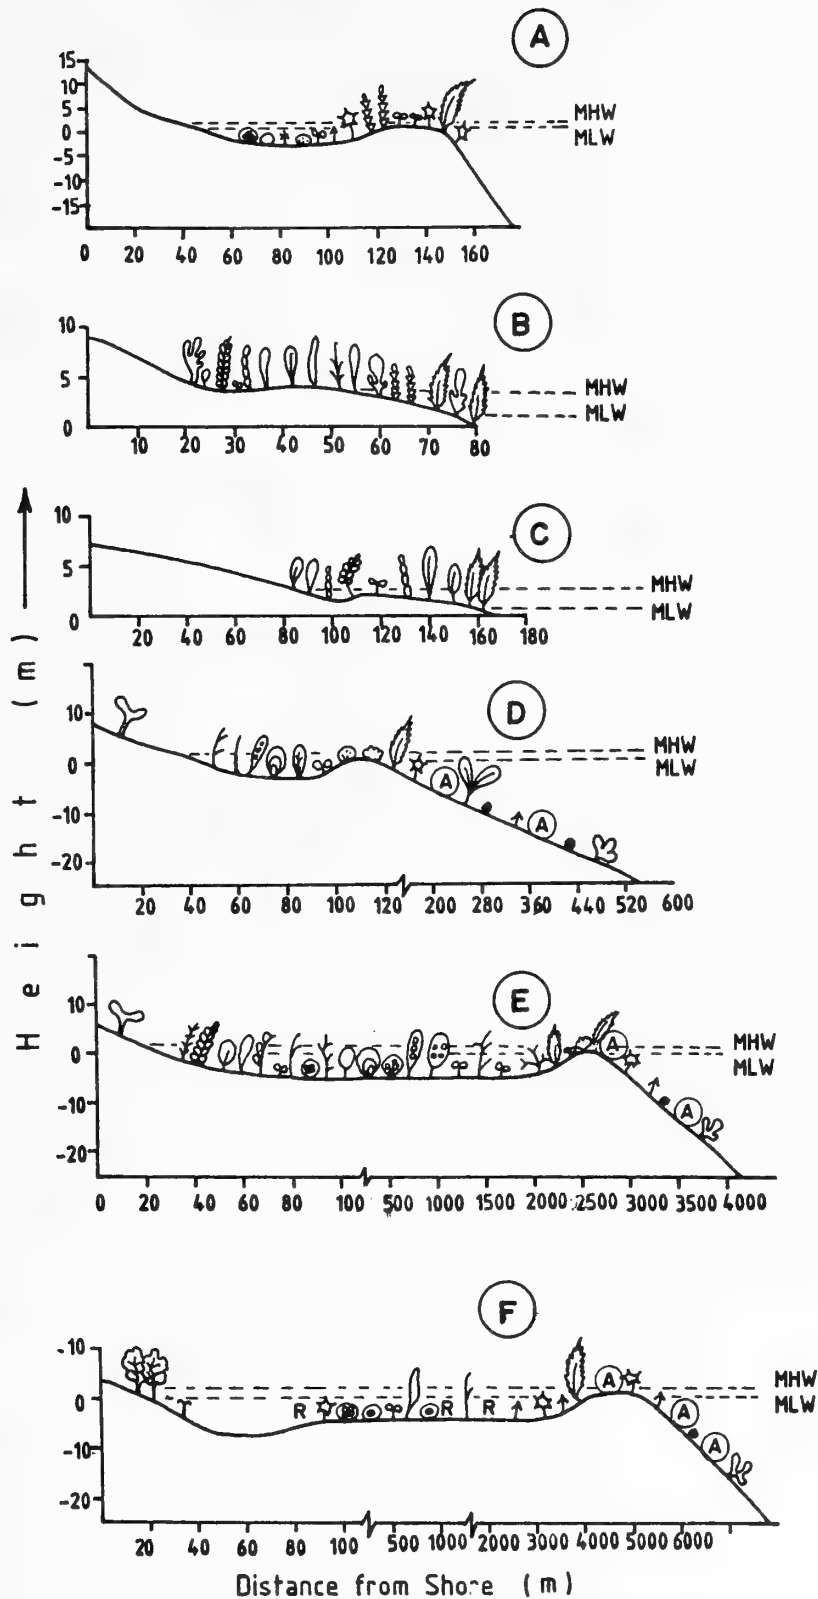 A
15
10
5
0
-5
-10
-15
MHW
MLW
0 20 40 60 80 100 120 140 160
B
10
5
0
MHW
MLW
10 20 30 40 50 60 70 80
C
10
5
0
MHW
MLW
20 40 60 80 100 120 140 160 180
D
10
0
-10
-20
MHW
MLW
A
A
20 40 60 80 100 120 200 280 360 440 520 600
E
10
0
-10
-20
MHW
MLW
A
A
0 20 40 60 80 100 500 1000 1500 2000 2500 3000 3500 4000
F
-10
0
-10
-20
MHW
MLW
R R R A
A
A
20 40 60 80 100 500 1000 2000 3000 4000 5000 6000
Height (m)
Distance from Shore (m)